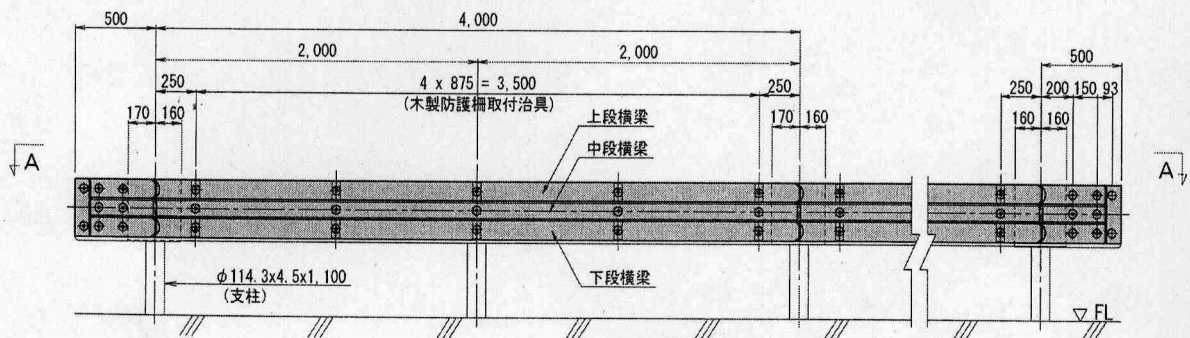 500
4,000
2,000
2,000
500
250
4 x 875 = 3,500
250
250
200
150
93
(木製防護柵取付治具)
170
160
170
160
160
160
上段横梁
中段横梁
A
A
下段横梁
φ114.3x4.5x1,100
(支柱)
FL